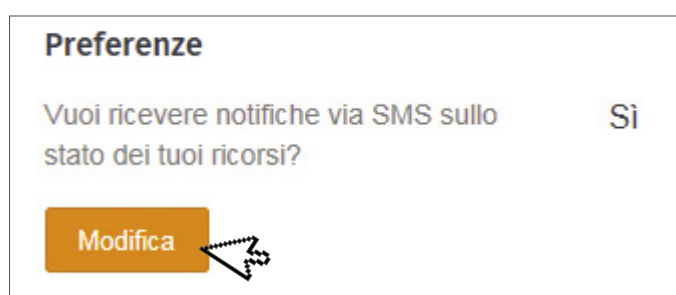 Preferenze
Vuoi ricevere notifiche via SMS sullo Sì
stato dei tuoi ricorsi?
Modifica